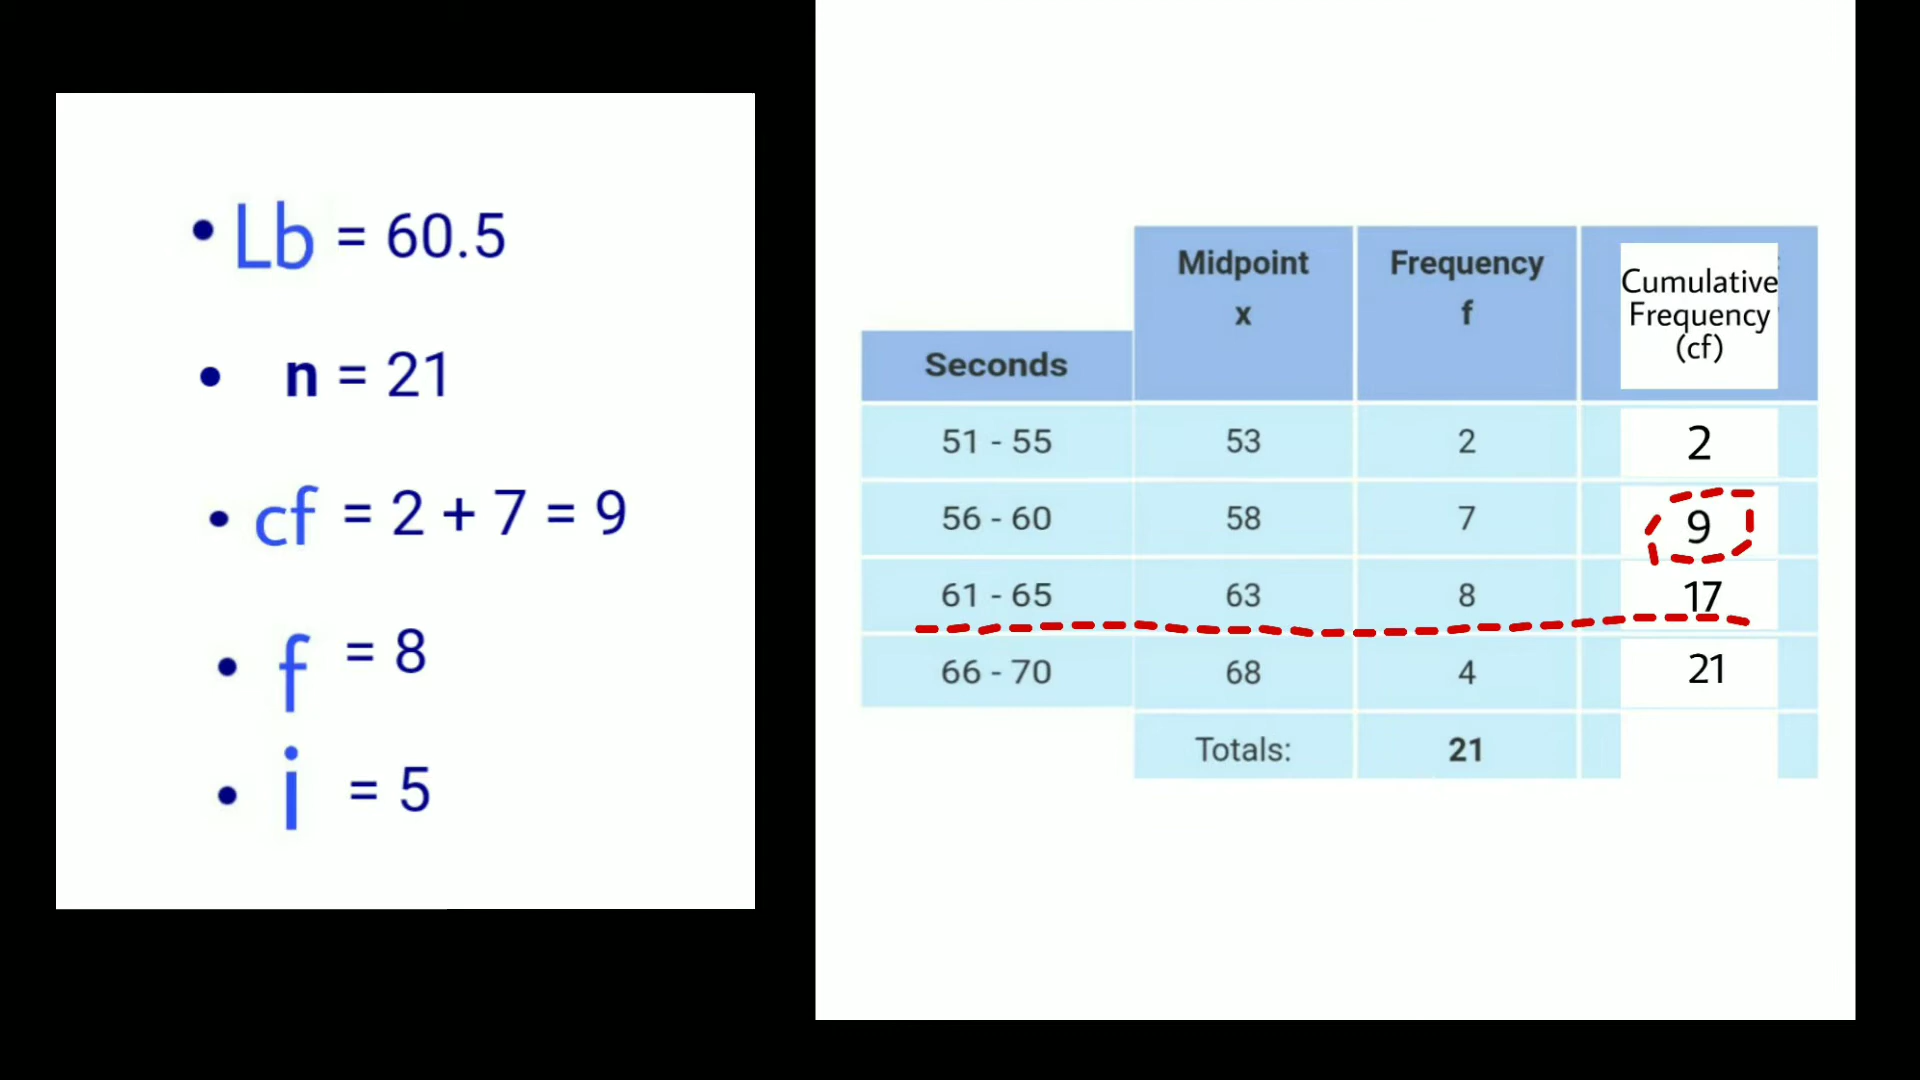 • Lb = 60.5
• n = 21
• cf = 2 + 7 = 9
• f = 8
• i = 5
Seconds Midpoint x Frequency f Cumulative Frequency (cf)
51 - 55 53 2 2
56 - 60 58 7 9
61 - 65 63 8 17
66 - 70 68 4 21
Totals: 21